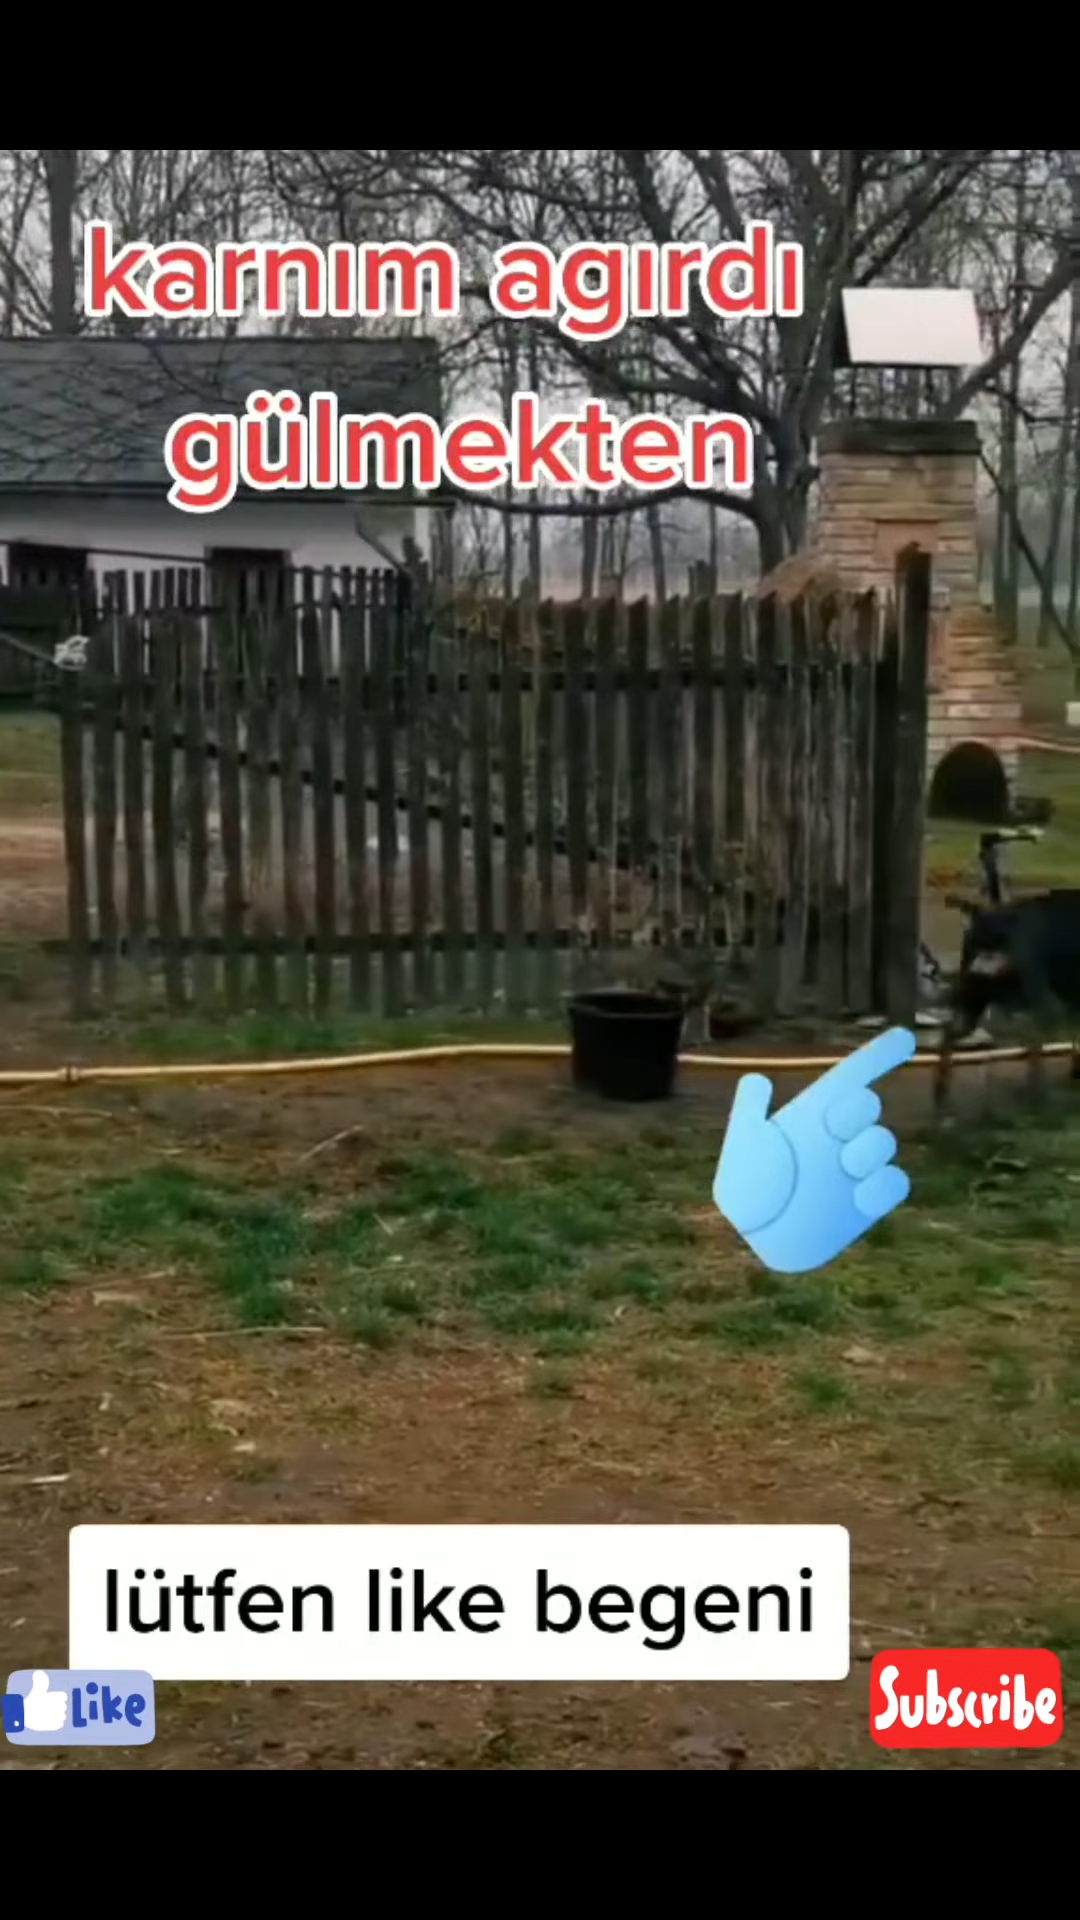 karnım agırdı
gülmekten
lütfen like begeni
Like
Subscribe